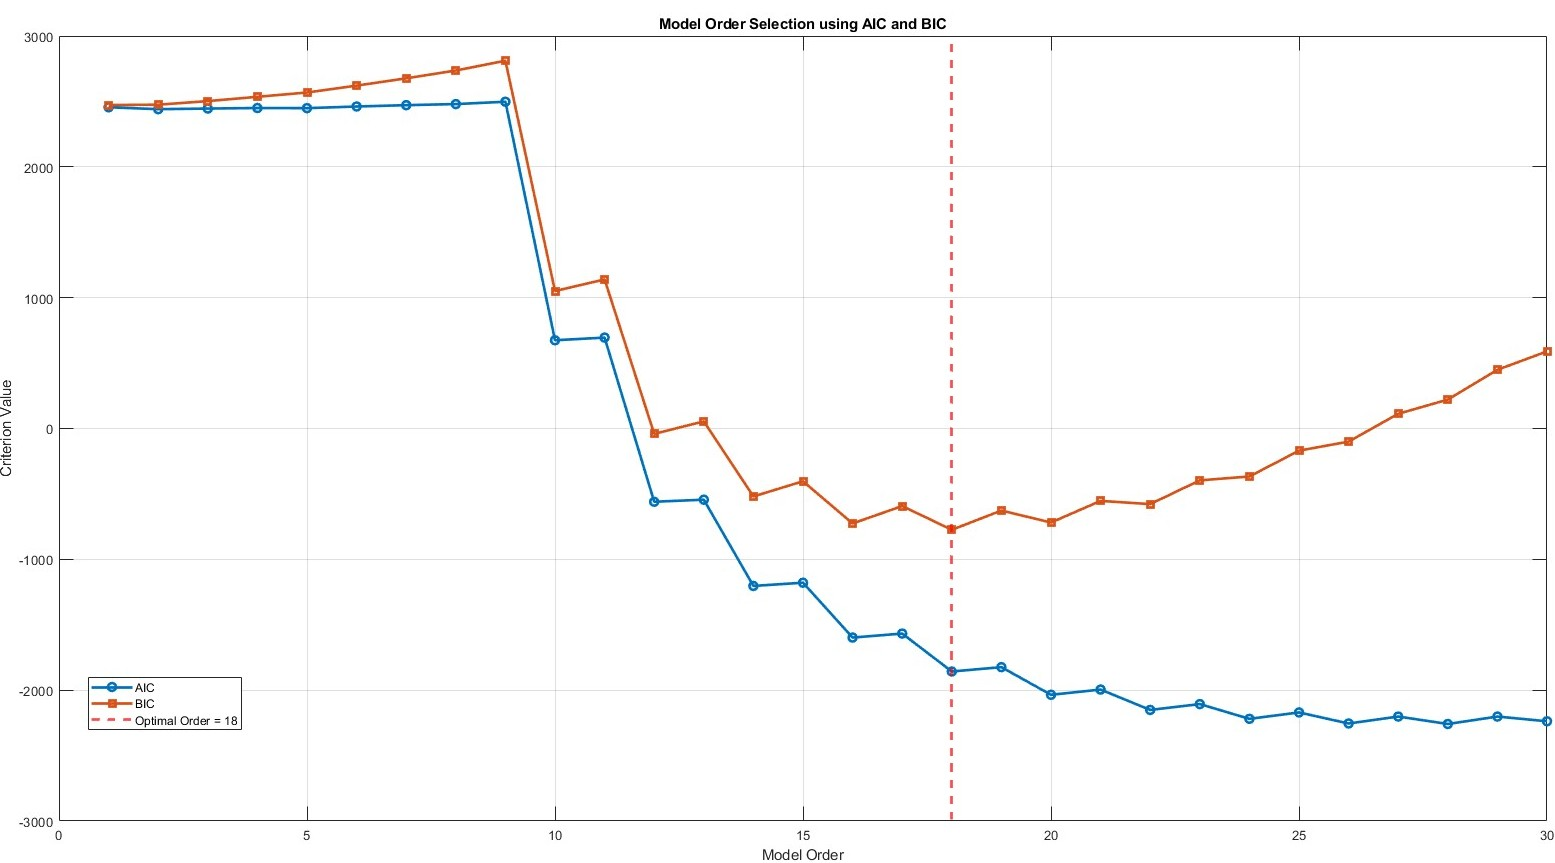 Model Order Selection using AIC and BIC
3000
2000
1000
0
-1000
-2000
-3000
Criterion Value
AIC
BIC
Optimal Order = 18
0 5 10 15 20 25 30
Model Order